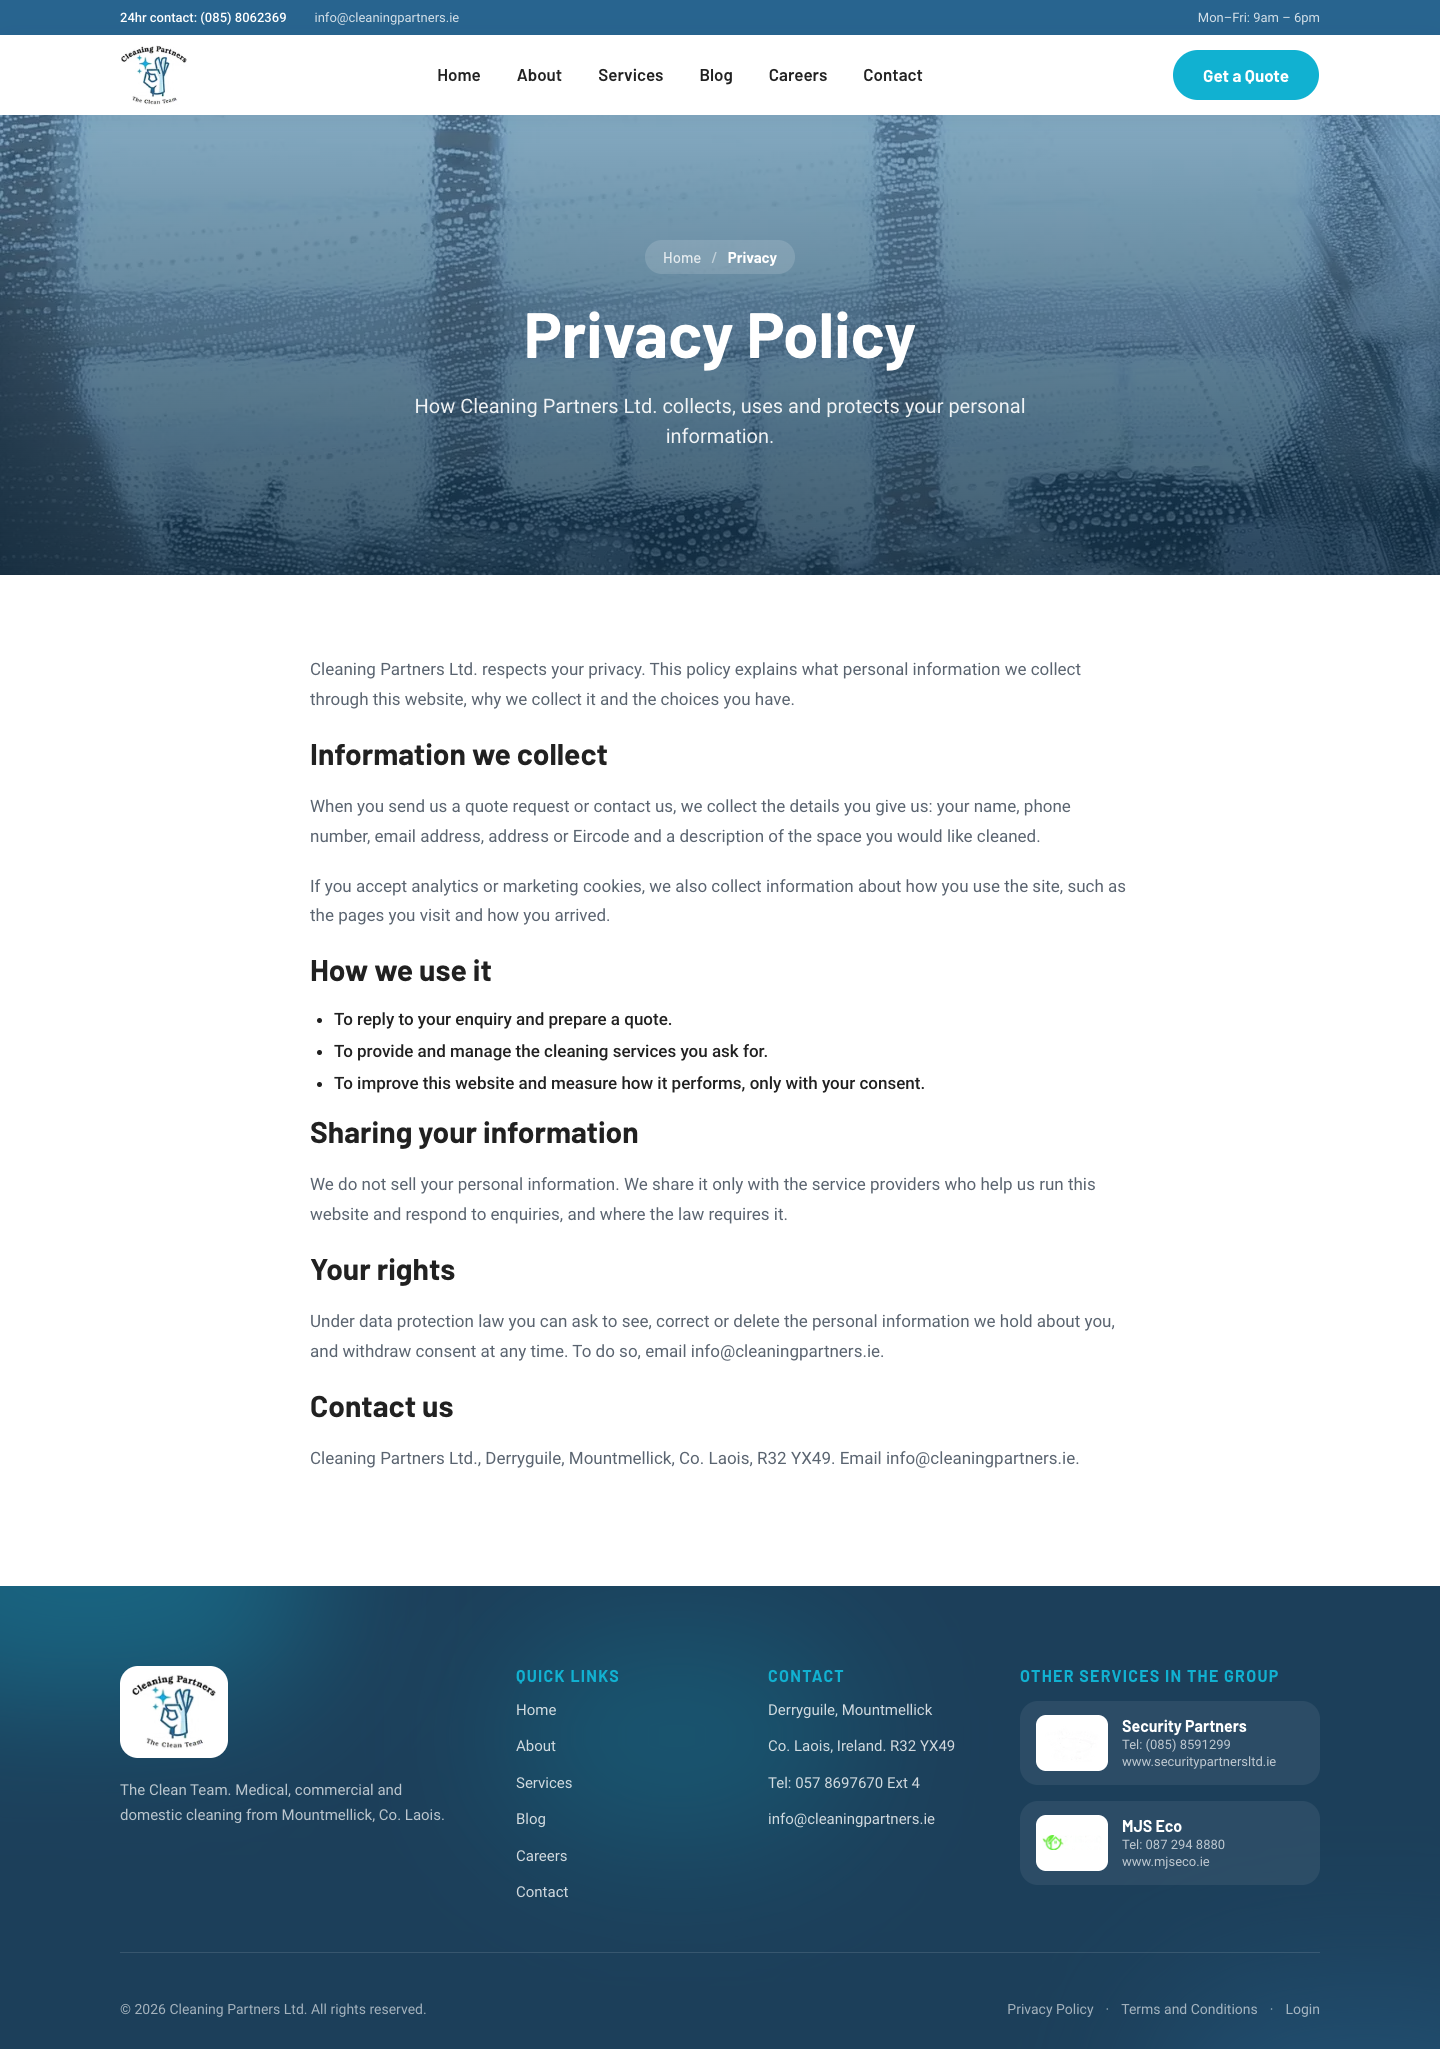 24hr contact: (085) 8062369 info@cleaningpartners.ie Mon–Fri: 9am – 6pm
Cleaning Partners
The Clean Team
Home About Services Blog Careers Contact
Get a Quote
Home / Privacy
Privacy Policy
How Cleaning Partners Ltd. collects, uses and protects your personal
information.
Cleaning Partners Ltd. respects your privacy. This policy explains what personal information we collect
through this website, why we collect it and the choices you have.
Information we collect
When you send us a quote request or contact us, we collect the details you give us: your name, phone
number, email address, address or Eircode and a description of the space you would like cleaned.
If you accept analytics or marketing cookies, we also collect information about how you use the site, such as
the pages you visit and how you arrived.
How we use it
• To reply to your enquiry and prepare a quote.
• To provide and manage the cleaning services you ask for.
• To improve this website and measure how it performs, only with your consent.
Sharing your information
We do not sell your personal information. We share it only with the service providers who help us run this
website and respond to enquiries, and where the law requires it.
Your rights
Under data protection law you can ask to see, correct or delete the personal information we hold about you,
and withdraw consent at any time. To do so, email info@cleaningpartners.ie.
Contact us
Cleaning Partners Ltd., Derryguile, Mountmellick, Co. Laois, R32 YX49. Email info@cleaningpartners.ie.
Cleaning Partners
The Clean Team
The Clean Team. Medical, commercial and
domestic cleaning from Mountmellick, Co. Laois.
QUICK LINKS
Home
About
Services
Blog
Careers
Contact
CONTACT
Derryguile, Mountmellick
Co. Laois, Ireland. R32 YX49
Tel: 057 8697670 Ext 4
info@cleaningpartners.ie
OTHER SERVICES IN THE GROUP
Security Partners
Tel: (085) 8591299
www.securitypartnersltd.ie
MJS Eco
Tel: 087 294 8880
www.mjseco.ie
© 2026 Cleaning Partners Ltd. All rights reserved.
Privacy Policy · Terms and Conditions · Login